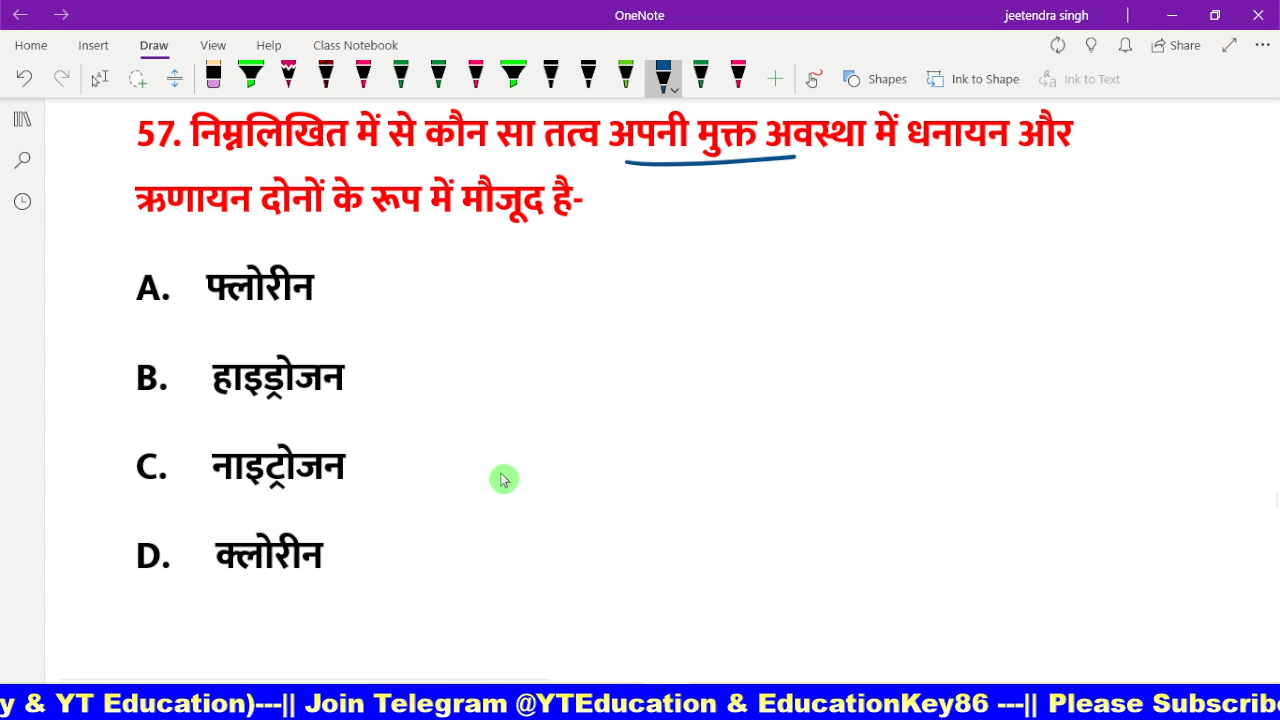 OneNote
jeetendra singh
Home Insert Draw View Help Class Notebook
Share
Shapes Ink to Shape Ink to Text
57. निम्नलिखित में से कौन सा तत्व अपनी मुक्त अवस्था में धनायन और
ऋणायन दोनों के रूप में मौजूद है-
A. फ्लोरीन
B. हाइड्रोजन
C. नाइट्रोजन
D. क्लोरीन
y & YT Education)---|| Join Telegram @YTEducation & EducationKey86 ---|| Please Subscrib